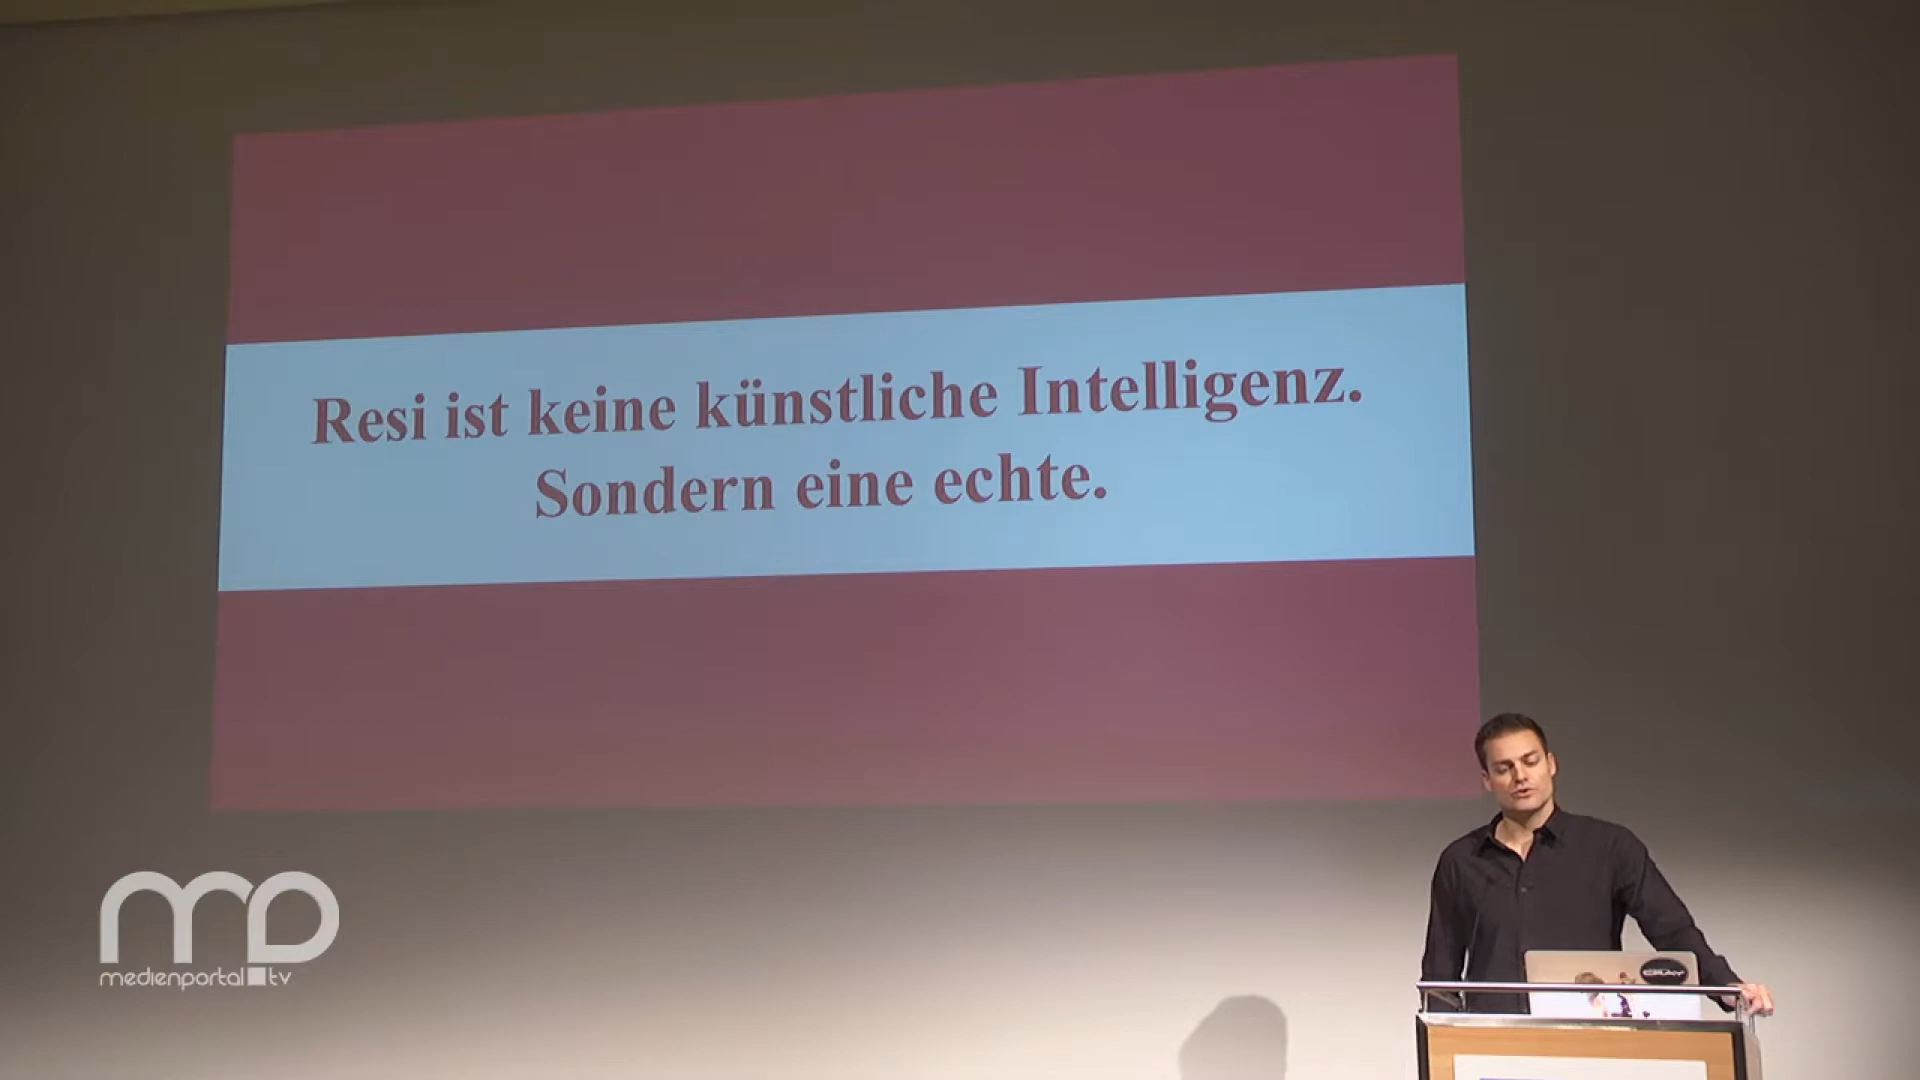 Resi ist keine künstliche Intelligenz.
Sondern eine echte.
medienportal.tv